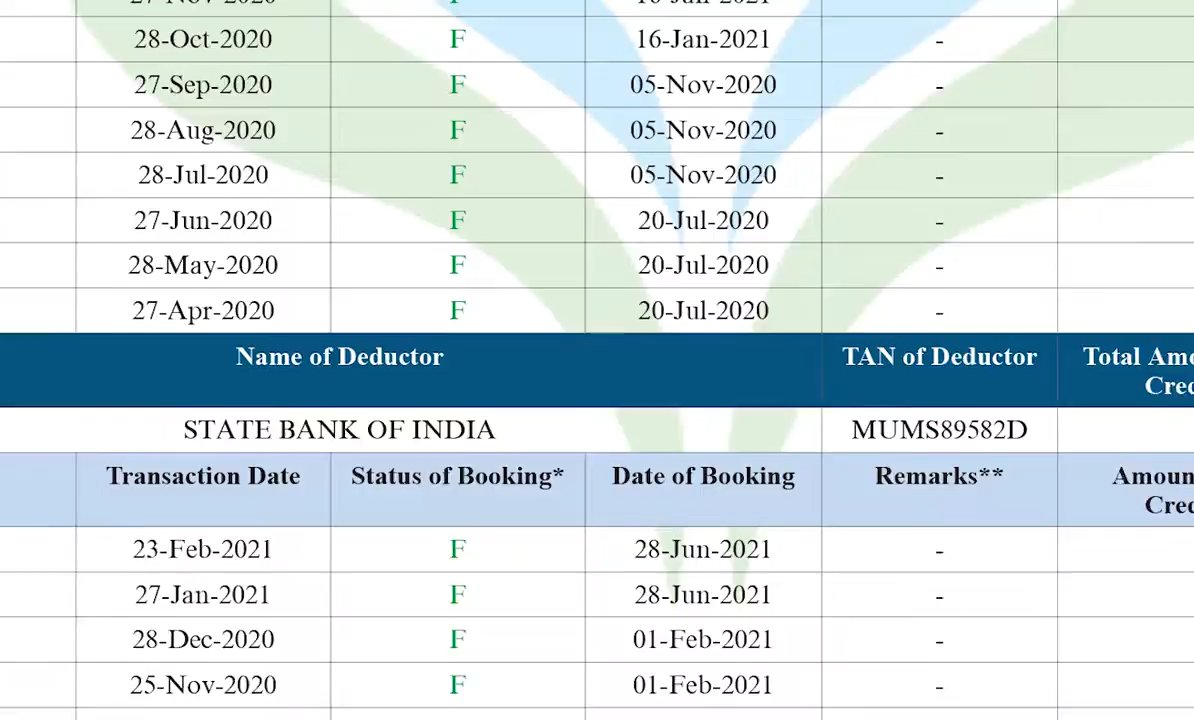 28-Oct-2020 F 16-Jan-2021 -
27-Sep-2020 F 05-Nov-2020 -
28-Aug-2020 F 05-Nov-2020 -
28-Jul-2020 F 05-Nov-2020 -
27-Jun-2020 F 20-Jul-2020 -
28-May-2020 F 20-Jul-2020 -
27-Apr-2020 F 20-Jul-2020 -
Name of Deductor TAN of Deductor Total
STATE BANK OF INDIA MUMS89582D
Transaction Date Status of Booking* Date of Booking Remarks**
23-Feb-2021 F 28-Jun-2021 -
27-Jan-2021 F 28-Jun-2021 -
28-Dec-2020 F 01-Feb-2021 -
25-Nov-2020 F 01-Feb-2021 -